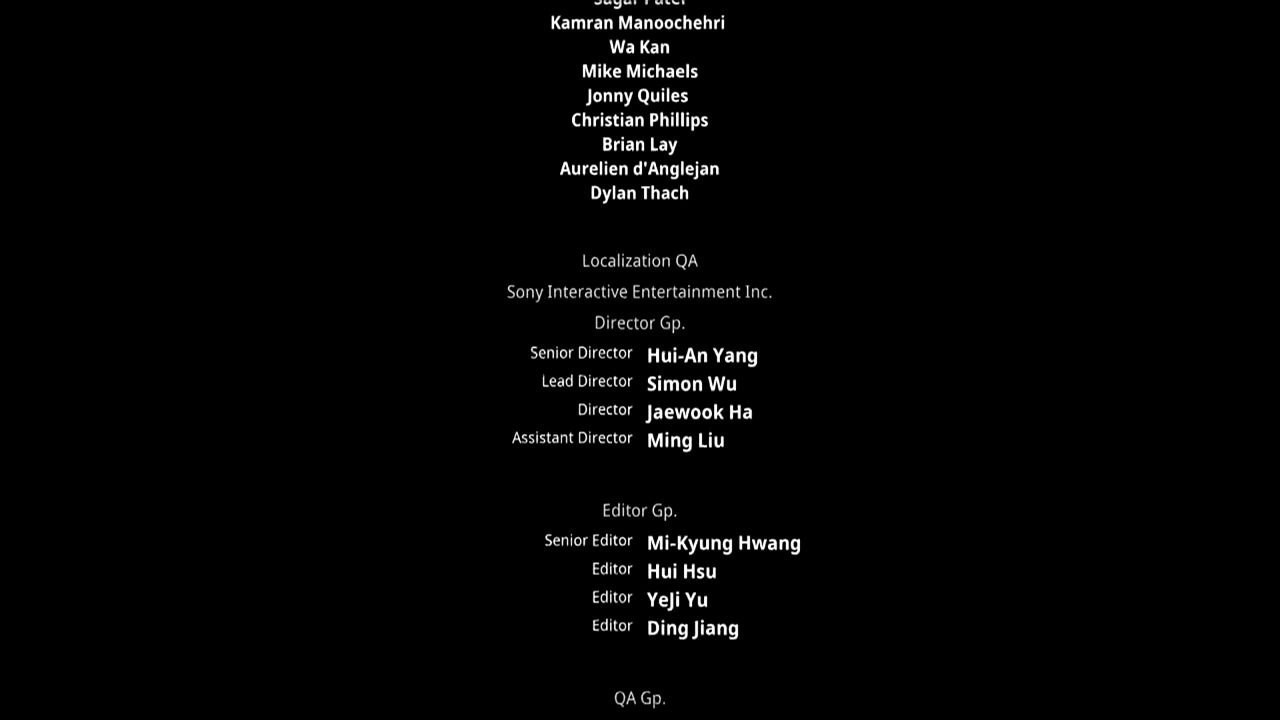 Kamran Manoochehri
Wa Kan
Mike Michaels
Jonny Quiles
Christian Phillips
Brian Lay
Aurelien d'Anglejan
Dylan Thach
Localization QA
Sony Interactive Entertainment Inc.
Director Gp.
Senior Director Hui-An Yang
Lead Director Simon Wu
Director Jaewook Ha
Assistant Director Ming Liu
Editor Gp.
Senior Editor Mi-Kyung Hwang
Editor Hui Hsu
Editor YeJi Yu
Editor Ding Jiang
QA Gp.